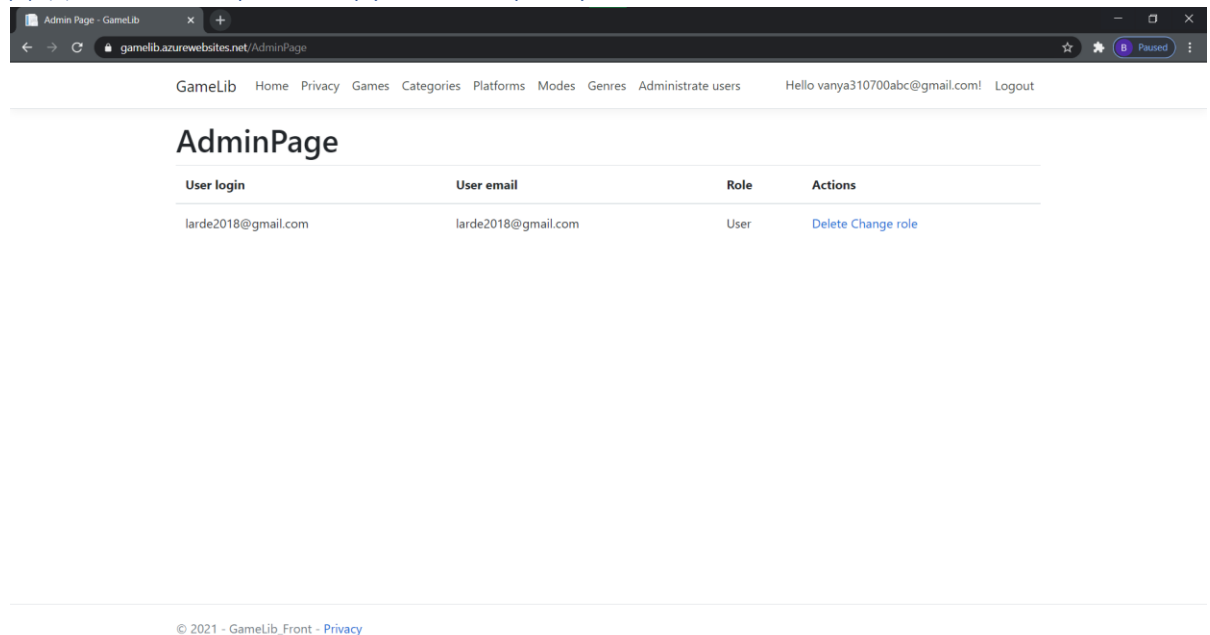 Admin Page - GameLib
gamelib.azurewebsites.net/AdminPage
B Paused
GameLib Home Privacy Games Categories Platforms Modes Genres Administrate users Hello vanya310700abc@gmail.com! Logout
AdminPage
User login User email Role Actions
larde2018@gmail.com larde2018@gmail.com User Delete Change role
© 2021 - GameLib_Front - Privacy